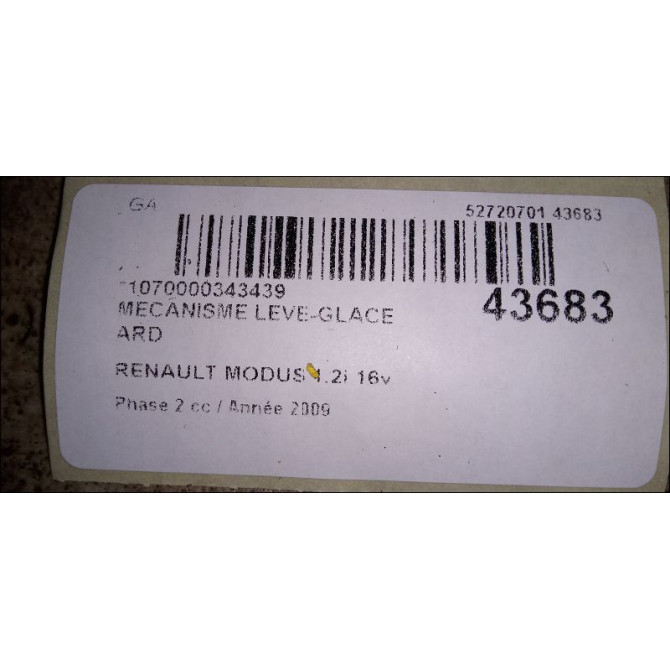 GA
52720701 43683
1070000343439
43683
MECANISME LEVE-GLACE
ARD
RENAULT MODUS 1.2i 16v
Phase 2 cc / Année 2009